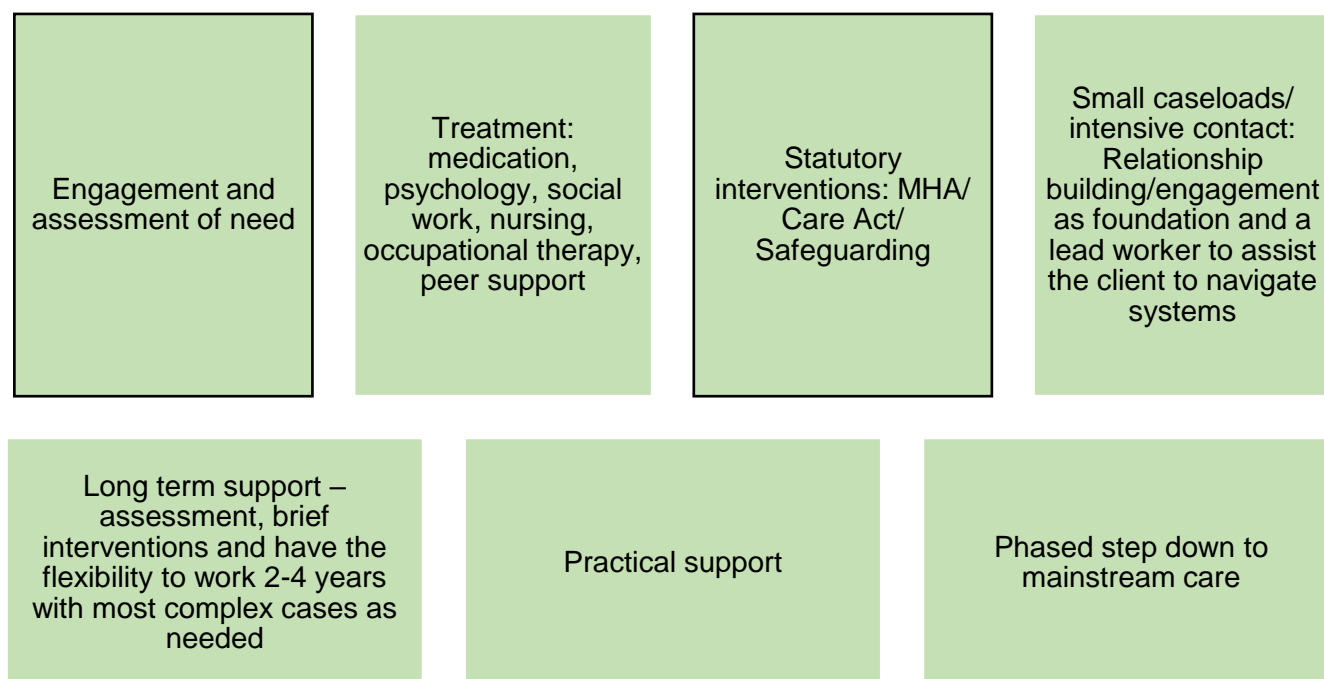 Engagement and
assessment of need
Treatment:
medication,
psychology, social
work, nursing,
occupational therapy,
peer support
Statutory
interventions: MHA/
Care Act/
Safeguarding
Small caseloads/
intensive contact:
Relationship
building/engagement
as foundation and a
lead worker to assist
the client to navigate
systems
Long term support –
assessment, brief
interventions and have the
flexibility to work 2-4 years
with most complex cases as
needed
Practical support
Phased step down to
mainstream care